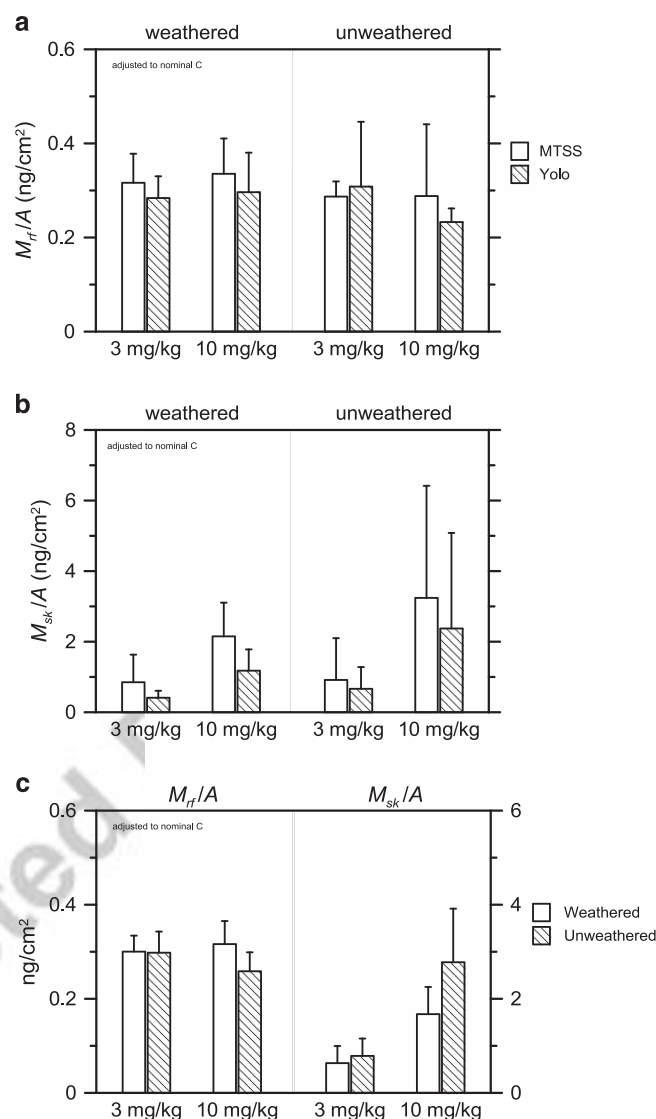 a
weathered unweathered
adjusted to nominal C
0.6
0.4
0.2
0
M_rf/A (ng/cm²)
3 mg/kg 10 mg/kg 3 mg/kg 10 mg/kg
MTSS
Yolo
b
weathered unweathered
adjusted to nominal C
8
6
4
2
0
M_sk/A (ng/cm²)
3 mg/kg 10 mg/kg 3 mg/kg 10 mg/kg
c
M_rf/A M_sk/A
adjusted to nominal C
0.6 6
0.4 4
0.2 2
0 0
ng/cm²
3 mg/kg 10 mg/kg 3 mg/kg 10 mg/kg
Weathered
Unweathered